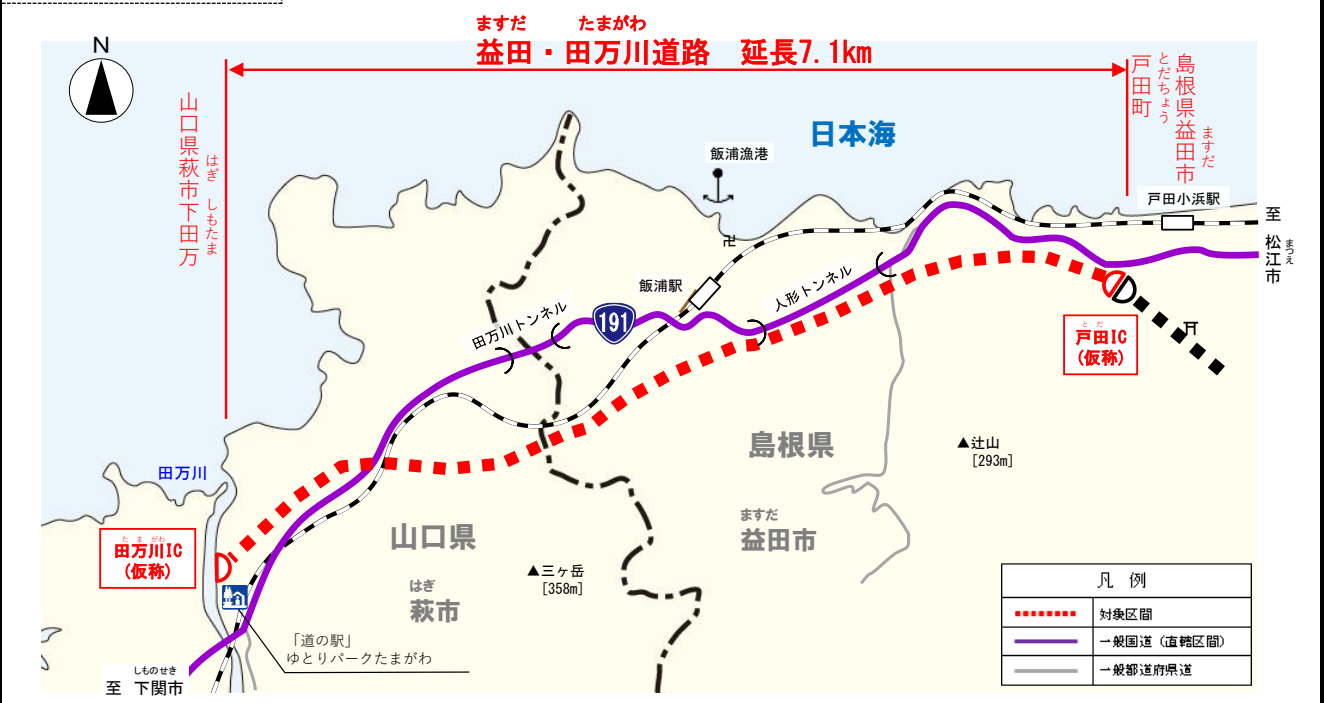 ますだ たまがわ
益田・田万川道路 延長7.1km
N
山口県萩市下田万
はぎ しもたま
島根県益田市
ますだ
戸田町
とだちょう
日本海
飯浦漁港
戸田小浜駅
至 松江市
まつえ
飯浦駅
人形トンネル
田万川トンネル
191
とだ
戸田IC
(仮称)
島根県
▲辻山
[293m]
田万川
ますだ
益田市
山口県
たまがわ
田万川IC
(仮称)
▲三ヶ岳
[358m]
はぎ
萩市
「道の駅」
ゆとりパークたまがわ
しものせき
至 下関市
凡 例
対象区間
一般国道（直轄区間）
一般都道府県道